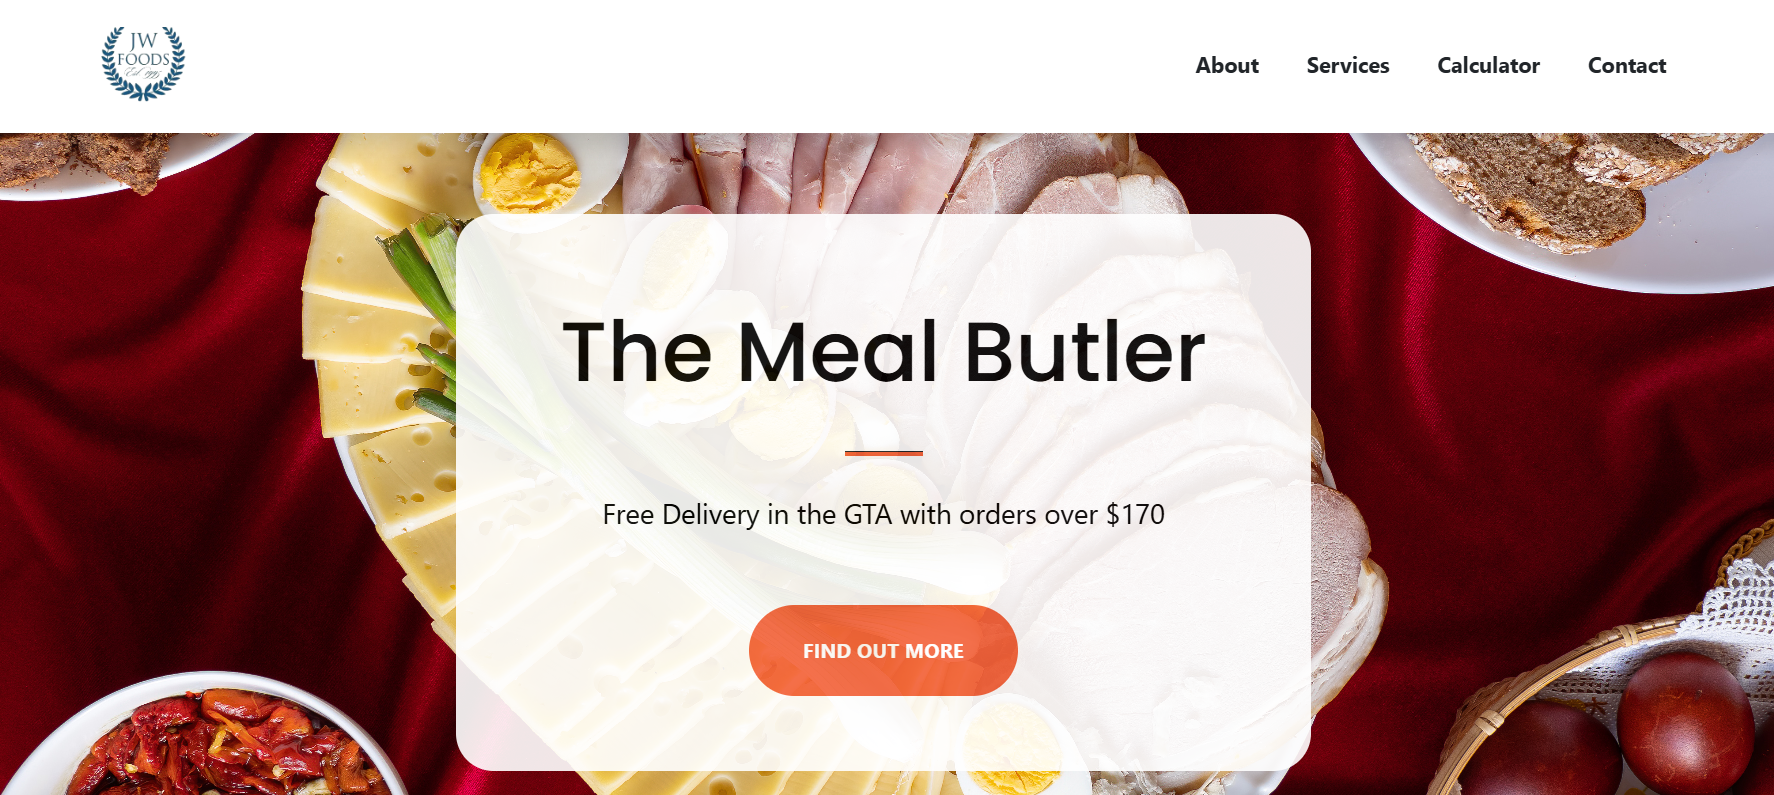 JW
FOODS
Est 1995
About
Services
Calculator
Contact
The Meal Butler
Free Delivery in the GTA with orders over $170
FIND OUT MORE